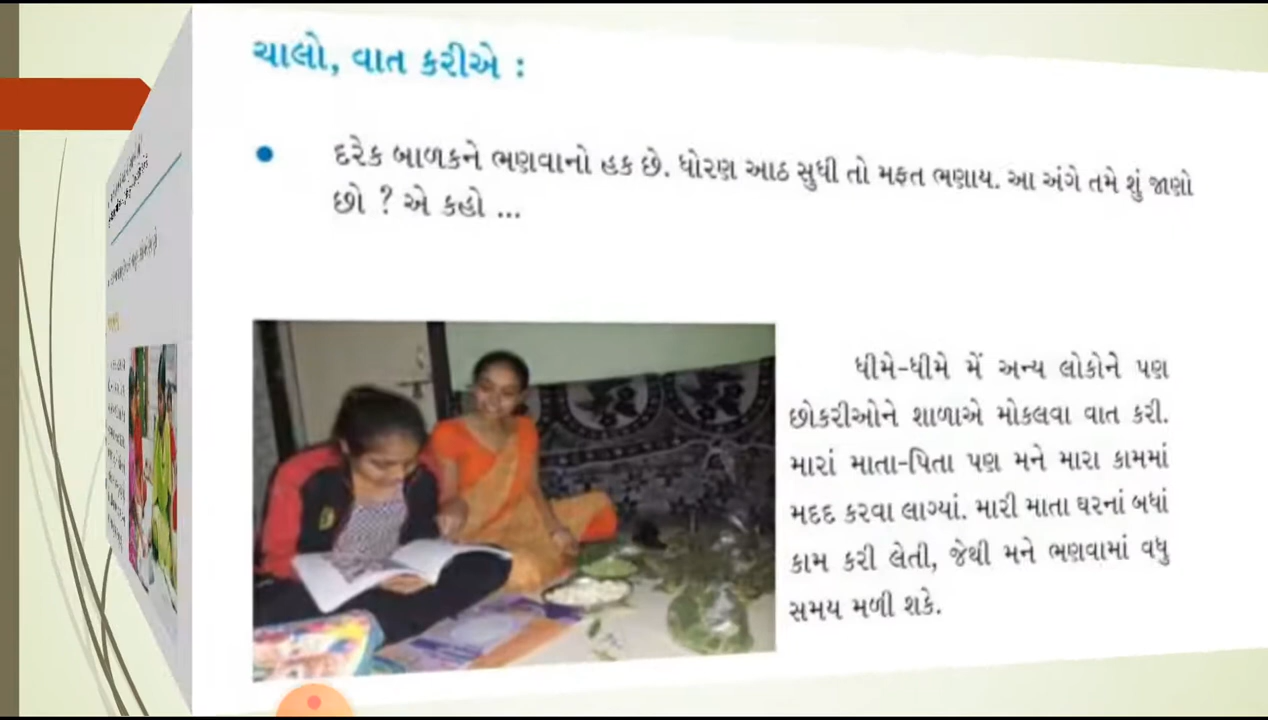 ચાલો, વાત કરીએ :
દરેક બાળકને ભણવાનો હક છે. ધોરણ આઠ સુધી તો મફત ભણાય. આ અંગે તમે શું જાણો
છો ? એ કહો ...
ધીમે-ધીમે મેં અન્ય લોકોને પણ
છોકરીઓને શાળાએ મોકલવા વાત કરી.
મારાં માતા-પિતા પણ મને મારા કામમાં
મદદ કરવા લાગ્યાં. મારી માતા ઘરનાં બધાં
કામ કરી લેતી, જેથી મને ભણવામાં વધુ
સમય મળી શકે.